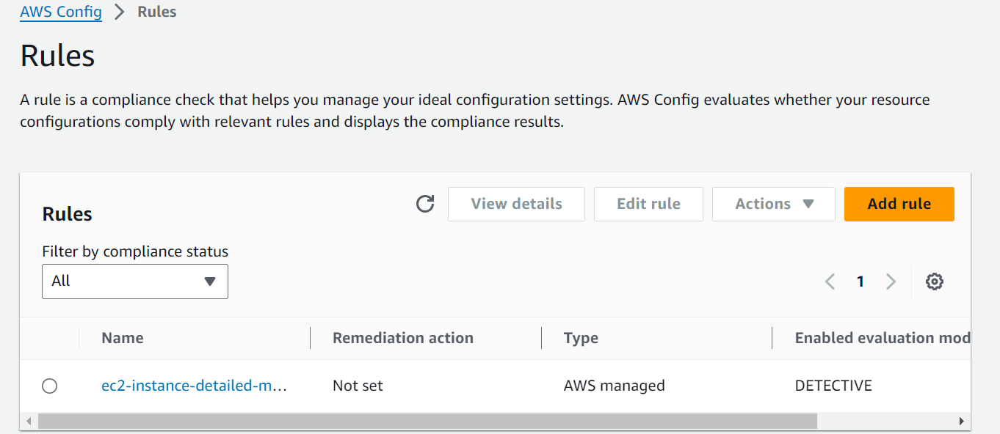 AWS Config > Rules
Rules
A rule is a compliance check that helps you manage your ideal configuration settings. AWS Config evaluates whether your resource
configurations comply with relevant rules and displays the compliance results.
Rules
View details
Edit rule
Actions
Add rule
Filter by compliance status
All
1
Name
Remediation action
Type
Enabled evaluation mod
ec2-instance-detailed-m...
Not set
AWS managed
DETECTIVE